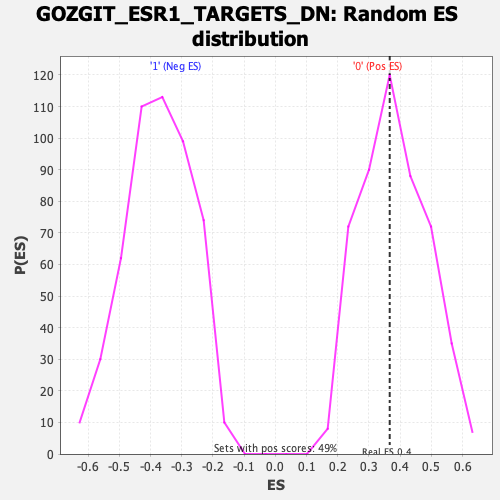 GOZGIT_ESR1_TARGETS_DN: Random ES
distribution
'1' (Neg ES)
'0' (Pos ES)
120
110
100
90
80
70
60
50
40
30
20
10
0
P(ES)
Sets with pos scores: 49%
Real ES 0.4
-0.6 -0.5 -0.4 -0.3 -0.2 -0.1 0.0 0.1 0.2 0.3 0.4 0.5 0.6
ES